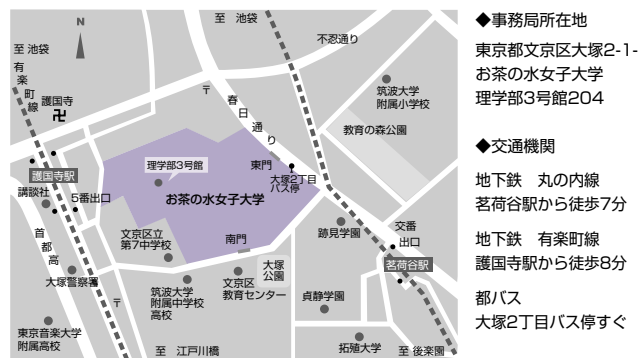 至 池袋
不忍通り
N
至 池袋
有楽町線
護国寺
卍
〒
春日通り
筑波大学
附属小学校
教育の森公園
護国寺駅
講談社
5番出口
理学部3号館
東門
大塚2丁目
バス停
お茶の水女子大学
首都高
文京区立
第7中学校
南門
跡見学園
交番
出口
茗荷谷駅
大塚警察署
〒
筑波大学
附属中学校
高校
文京区
教育センター
大塚
公園
貞静学園
東京音楽大学
附属高校
至 江戸川橋
拓殖大学
至 後楽園
◆事務局所在地
東京都文京区大塚2-1-
お茶の水女子大学
理学部3号館204
◆交通機関
地下鉄 丸の内線
茗荷谷駅から徒歩7分
地下鉄 有楽町線
護国寺駅から徒歩8分
都バス
大塚2丁目バス停すぐ